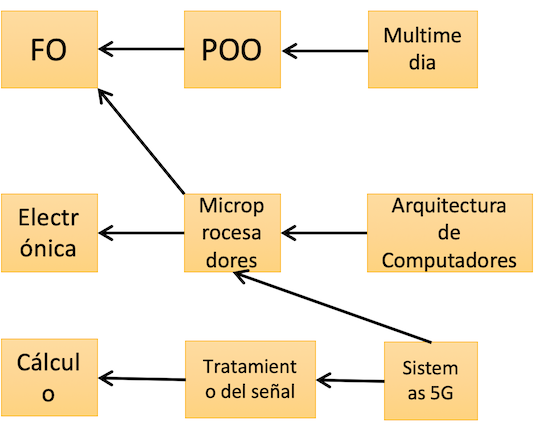 FO
POO
Multime
dia
Electr
ónica
Microp
rocesa
dores
Arquitectura
de
Computadores
Cálcul
o
Tratamient
o del señal
Sistem
as 5G